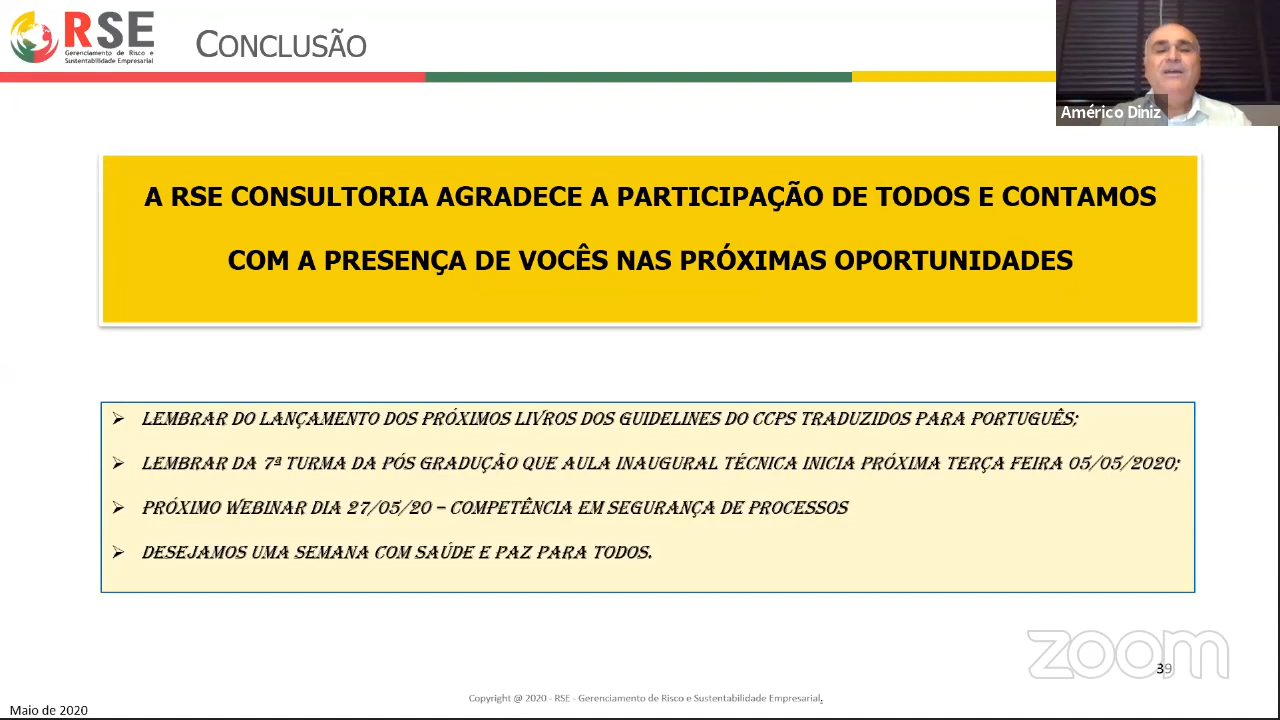 RSE
Gerenciamento de Risco e
Sustentabilidade Empresarial
CONCLUSÃO
Américo Diniz
A RSE CONSULTORIA AGRADECE A PARTICIPAÇÃO DE TODOS E CONTAMOS
COM A PRESENÇA DE VOCÊS NAS PRÓXIMAS OPORTUNIDADES
➢ LEMBRAR DO LANÇAMENTO DOS PRÓXIMOS LIVROS DOS GUIDELINES DO CCPS TRADUZIDOS PARA PORTUGUÊS;
➢ LEMBRAR DA 7ª TURMA DA PÓS GRADUÇÃO QUE AULA INAUGURAL TÉCNICA INICIA PRÓXIMA TERÇA FEIRA 05/05/2020;
➢ PRÓXIMO WEBINAR DIA 27/05/20 – COMPETÊNCIA EM SEGURANÇA DE PROCESSOS
➢ DESEJAMOS UMA SEMANA COM SAÚDE E PAZ PARA TODOS.
zoom
39
Copyright @ 2020 - RSE - Gerenciamento de Risco e Sustentabilidade Empresarial.
Maio de 2020